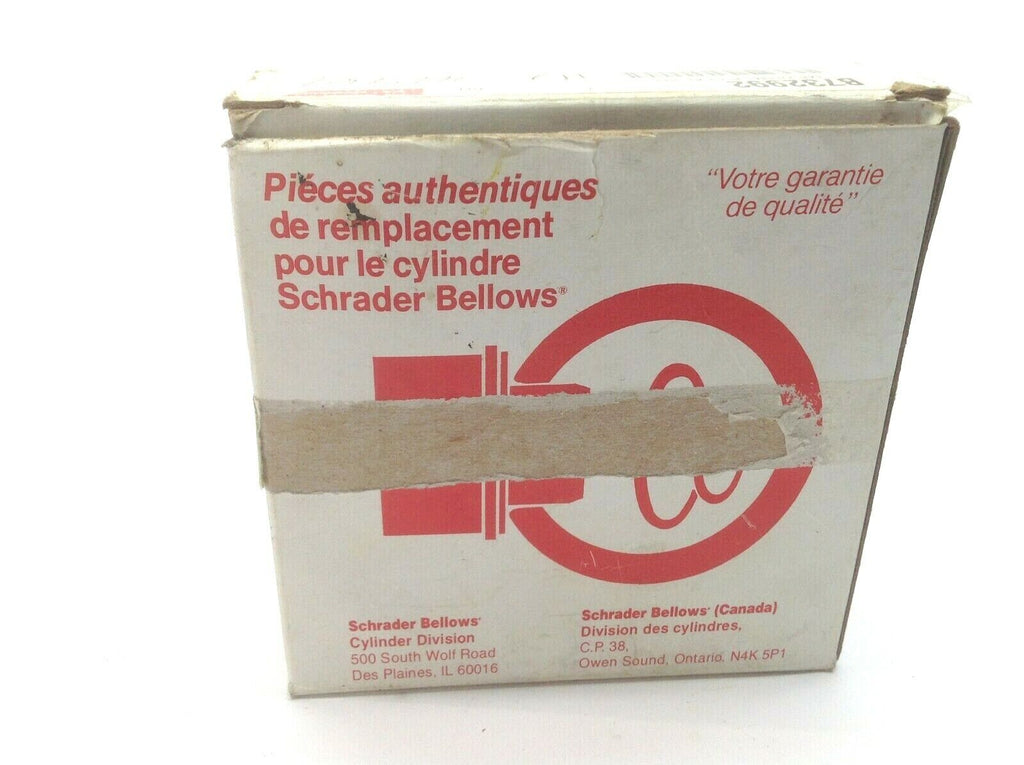 B732992
Piéces authentiques
de remplacement
pour le cylindre
Schrader Bellows®
“Votre garantie
de qualité”
Schrader Bellows®
Cylinder Division
500 South Wolf Road
Des Plaines, IL 60016
Schrader Bellows® (Canada)
Division des cylindres,
C.P. 38,
Owen Sound, Ontario. N4K 5P1